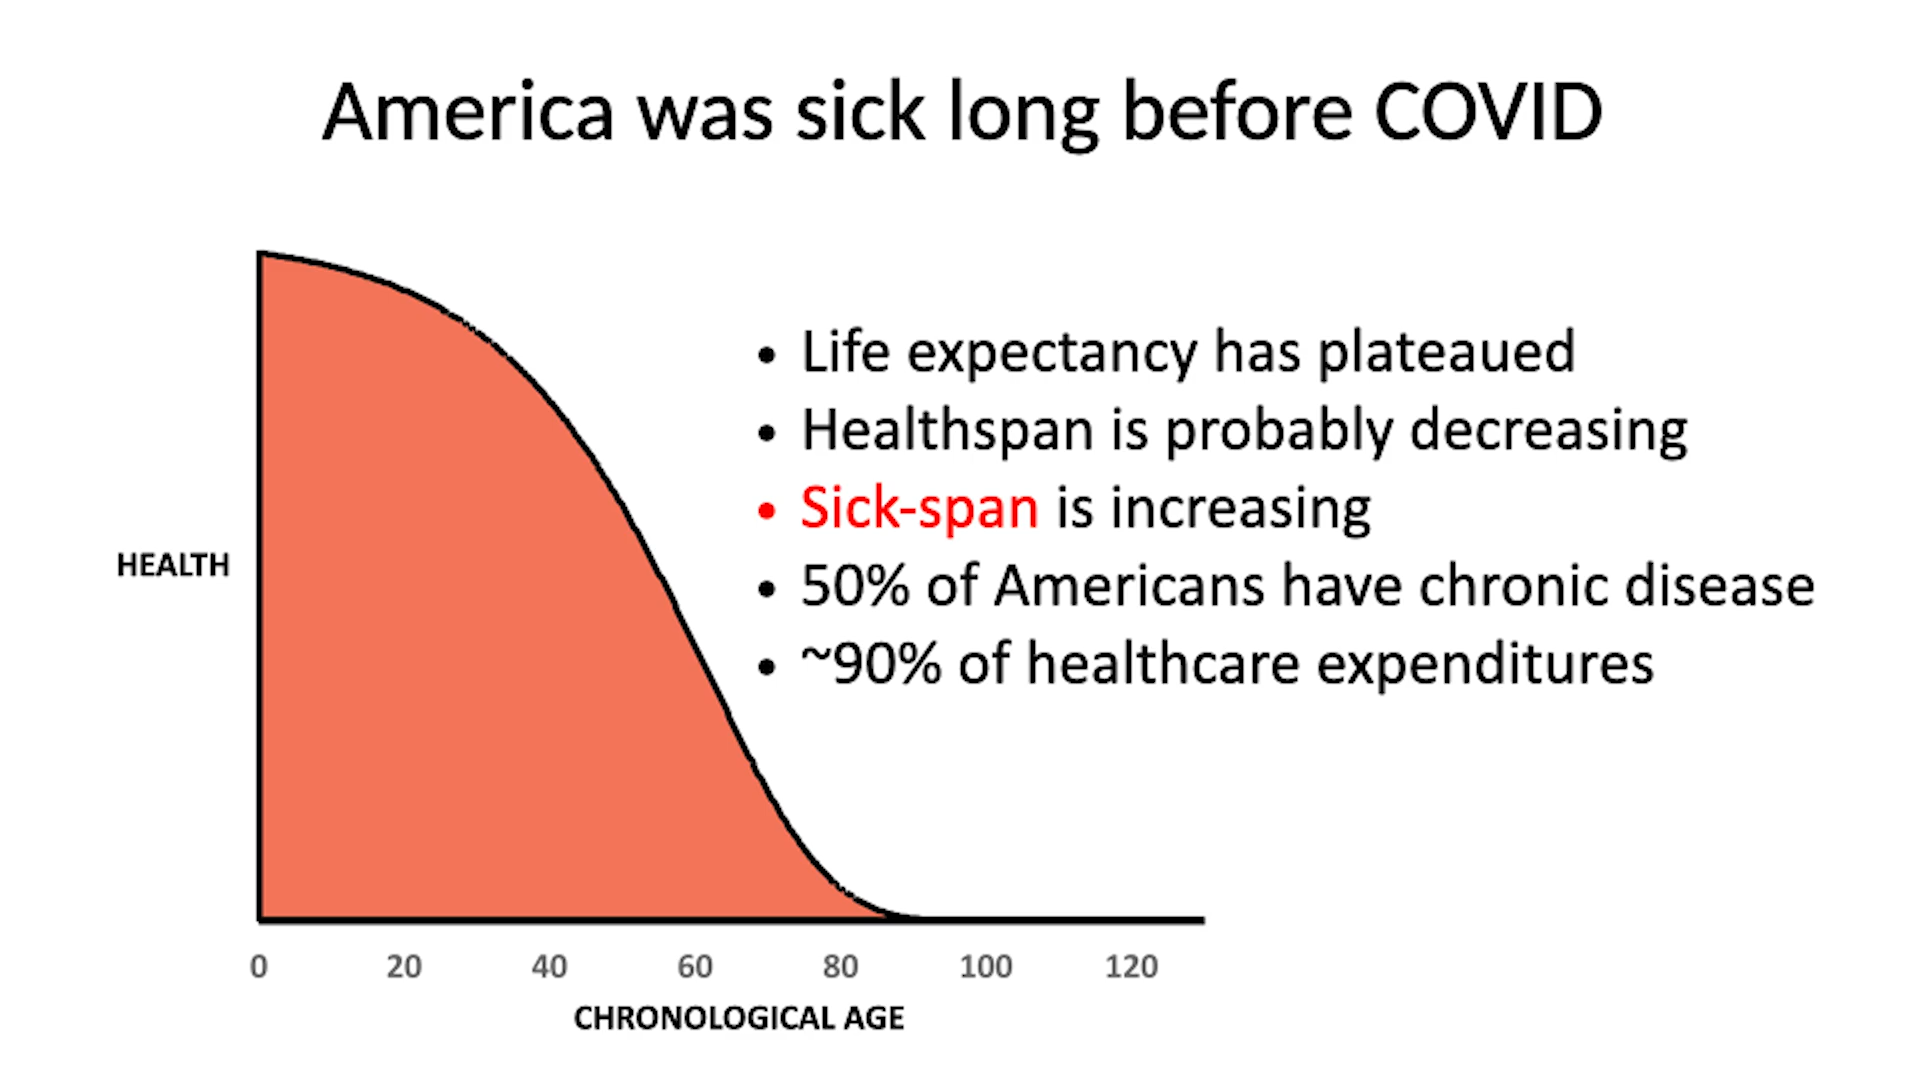 America was sick long before COVID
• Life expectancy has plateaued
• Healthspan is probably decreasing
• Sick-span is increasing
• 50% of Americans have chronic disease
• ~90% of healthcare expenditures
HEALTH
0 20 40 60 80 100 120
CHRONOLOGICAL AGE